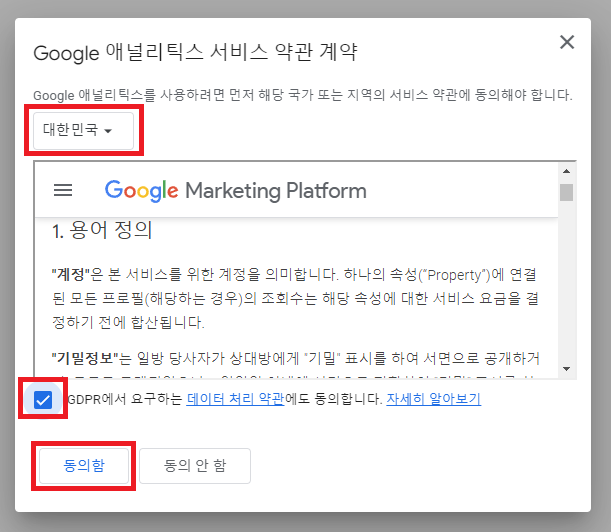 Google 애널리틱스 서비스 약관 계약
Google 애널리틱스를 사용하려면 먼저 해당 국가 또는 지역의 서비스 약관에 동의해야 합니다.
대한민국
Google Marketing Platform
1. 용어 정의
"계정"은 본 서비스를 위한 계정을 의미합니다. 하나의 속성("Property")에 연결
된 모든 프로필(해당하는 경우)의 조회수는 해당 속성에 대한 서비스 요금을 결
정하기 전에 합산됩니다.
"기밀정보"는 일방 당사자가 상대방에게 "기밀" 표시를 하여 서면으로 공개하거
GDPR에서 요구하는 데이터 처리 약관에도 동의합니다. 자세히 알아보기
동의함
동의 안 함